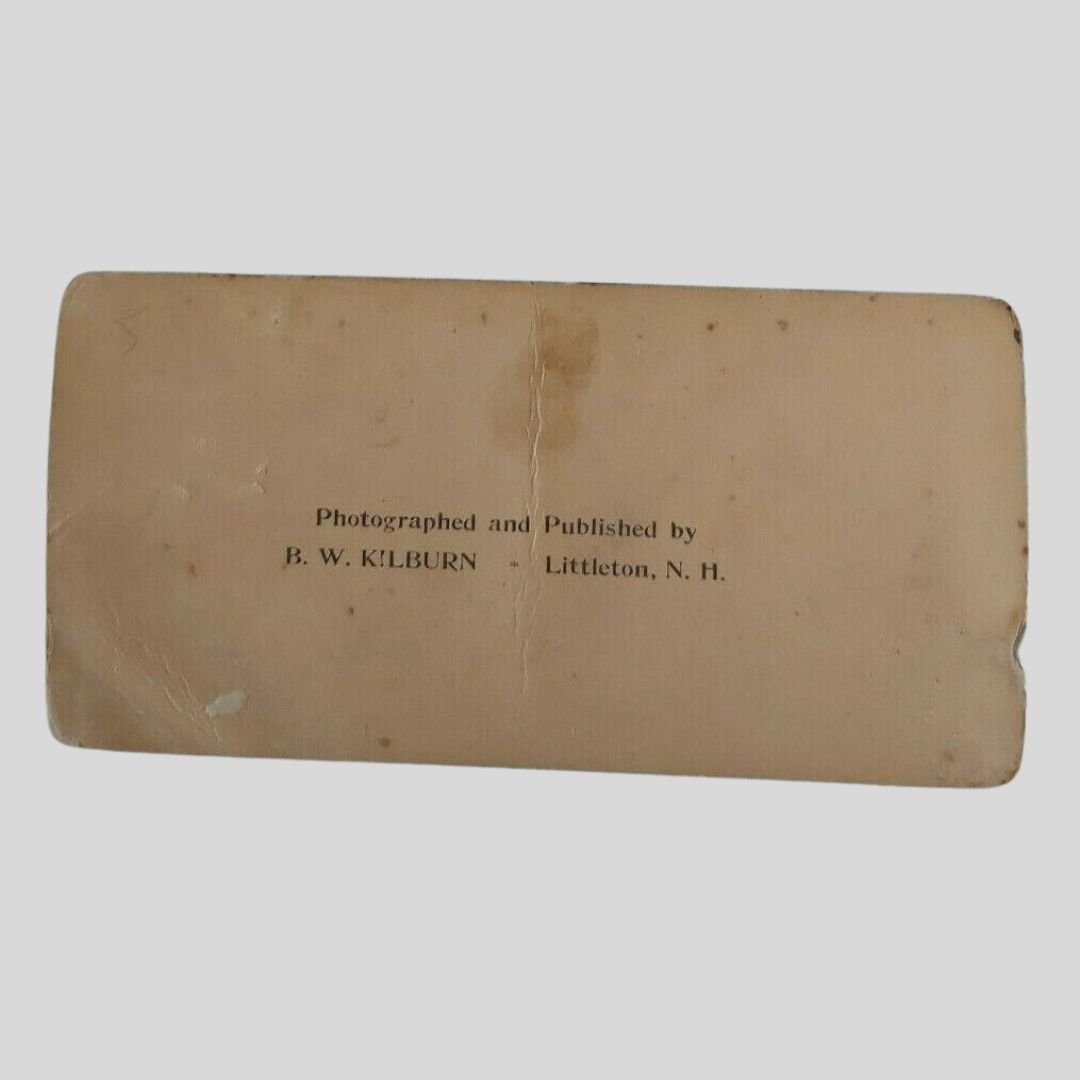 Photographed and Published by
B. W. KILBURN - Littleton, N. H.